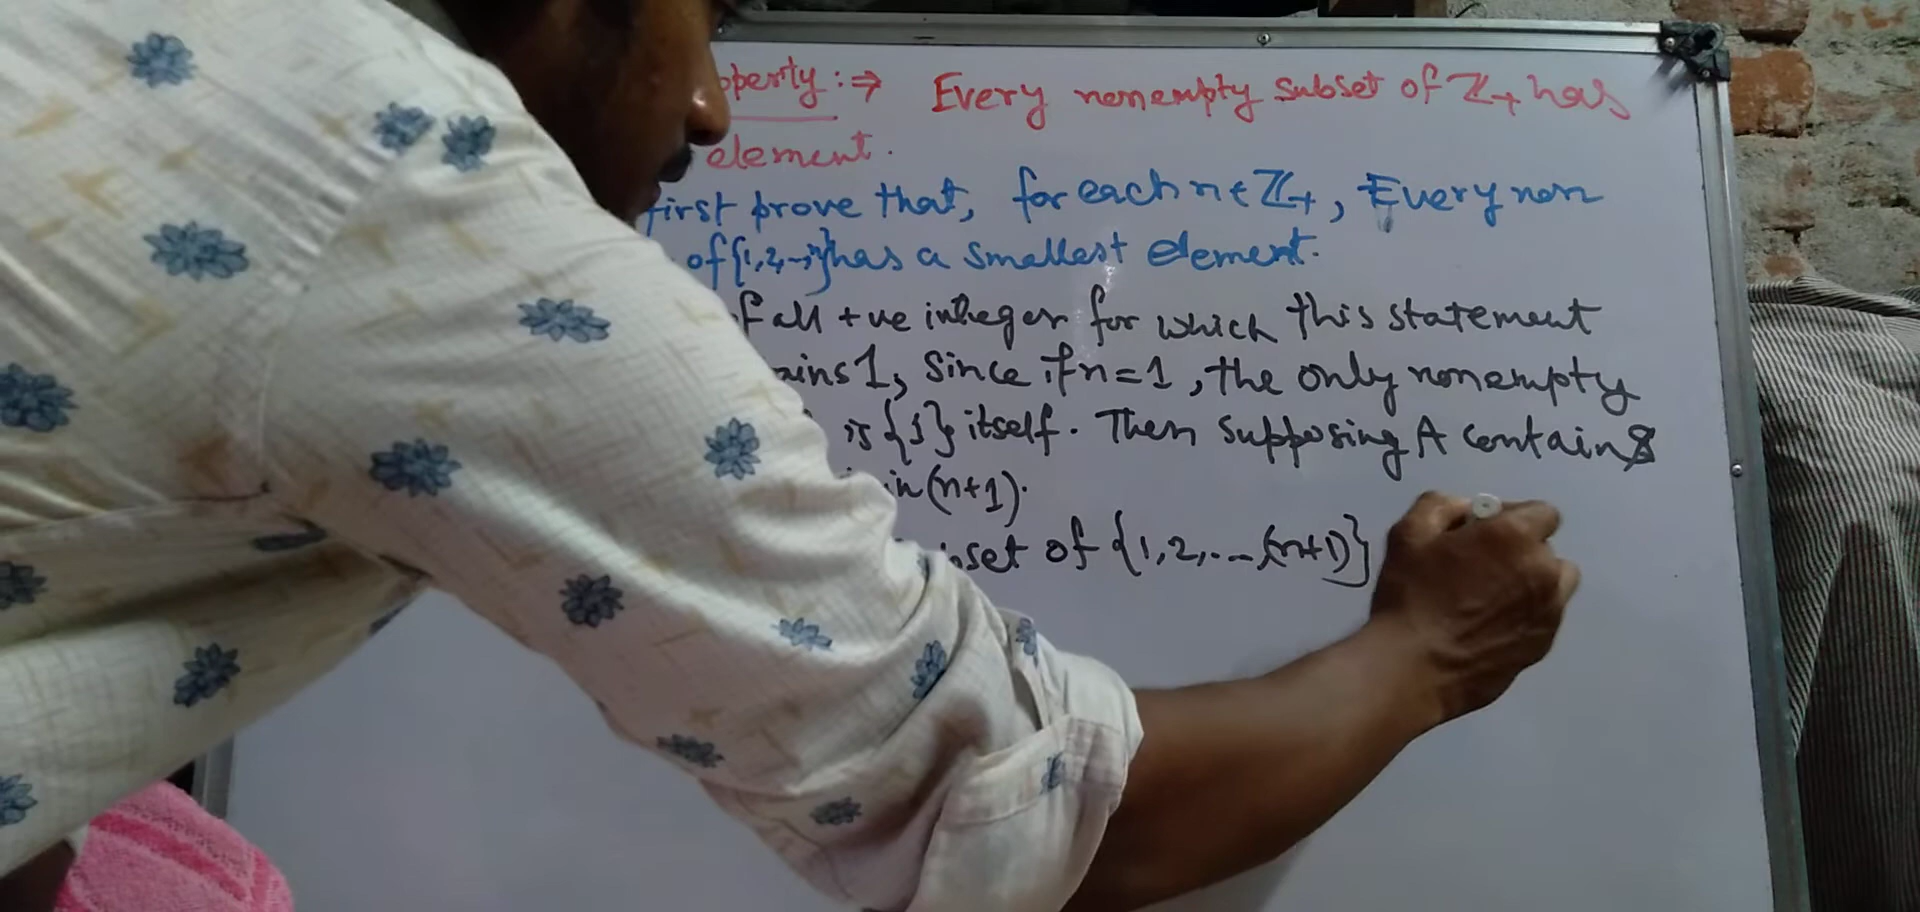 operty :⇒ Every nonempty subset of Z+ has
element.
first prove that, for each n ∈ Z+, Every non
of {1,2,--,n} has a smallest element.
f all +ve integer for which this statement
ains 1, Since if n=1, the only nonempty
is {1} itself. Then supposing A contains
in (n+1).
bset of {1,2,...,(n+1)}